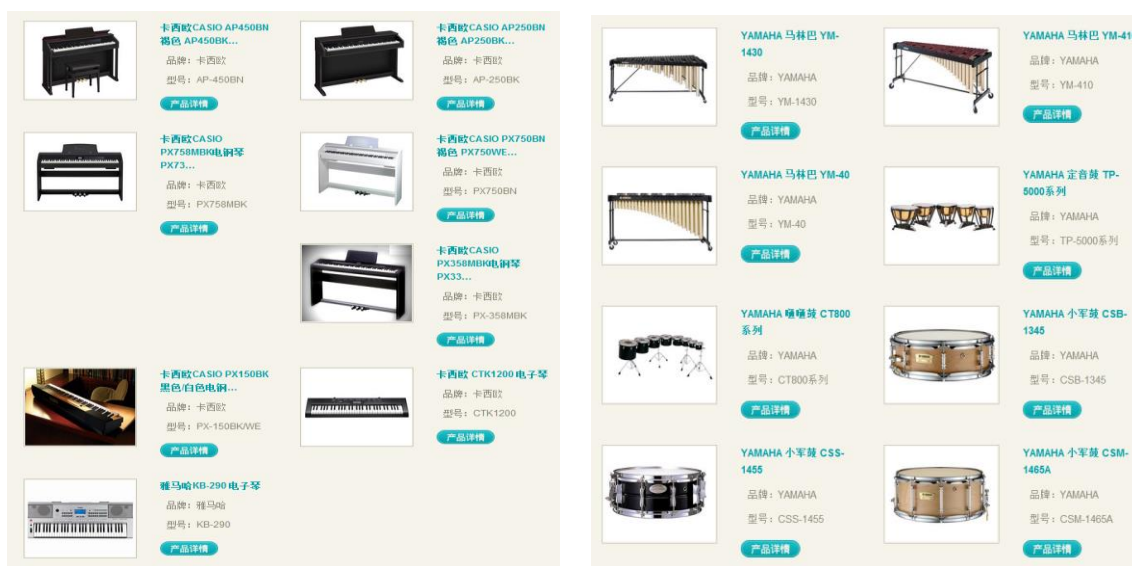 卡西欧CASIO AP450BN
褐色 AP450BK...
品牌：卡西欧
型号：AP-450BN
产品详情
卡西欧CASIO AP250BN
褐色 AP250BK...
品牌：卡西欧
型号：AP-250BK
产品详情
卡西欧CASIO
PX758MBK电钢琴
PX73...
品牌：卡西欧
型号：PX758MBK
产品详情
卡西欧CASIO PX750BN
褐色 PX750WE...
品牌：卡西欧
型号：PX750BN
产品详情
卡西欧CASIO
PX358MBK电钢琴
PX33...
品牌：卡西欧
型号：PX-358MBK
产品详情
卡西欧CASIO PX150BK
黑色/白色电钢...
品牌：卡西欧
型号：PX-150BK/WE
产品详情
卡西欧 CTK1200 电子琴
品牌：卡西欧
型号：CTK1200
产品详情
雅马哈KB-290 电子琴
品牌：雅马哈
型号：KB-290
产品详情
YAMAHA 马林巴 YM-
1430
品牌：YAMAHA
型号：YM-1430
产品详情
YAMAHA 马林巴 YM-410
品牌：YAMAHA
型号：YM-410
产品详情
YAMAHA 马林巴 YM-40
品牌：YAMAHA
型号：YM-40
产品详情
YAMAHA 定音鼓 TP-
5000系列
品牌：YAMAHA
型号：TP-5000系列
产品详情
YAMAHA 嗵嗵鼓 CT800
系列
品牌：YAMAHA
型号：CT800系列
产品详情
YAMAHA 小军鼓 CSB-
1345
品牌：YAMAHA
型号：CSB-1345
产品详情
YAMAHA 小军鼓 CSS-
1455
品牌：YAMAHA
型号：CSS-1455
产品详情
YAMAHA 小军鼓 CSM-
1465A
品牌：YAMAHA
型号：CSM-1465A
产品详情